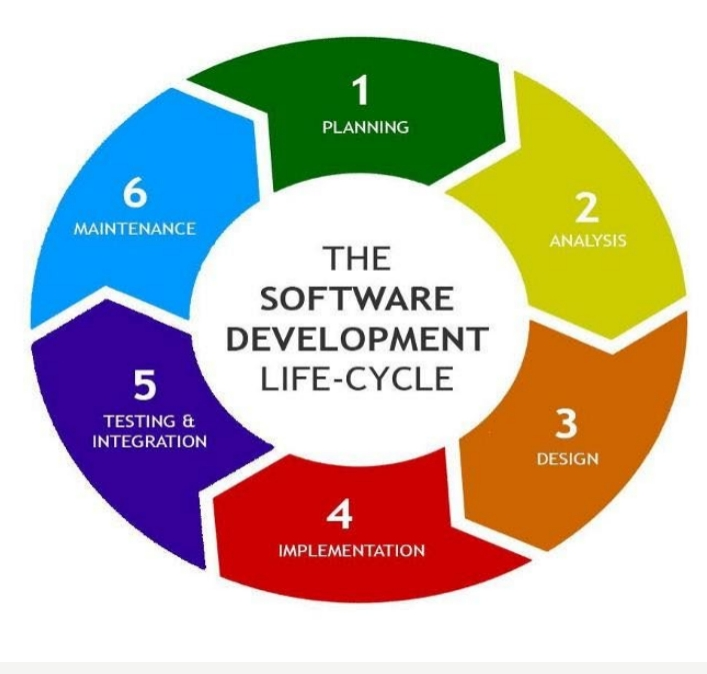 1
PLANNING
2
ANALYSIS
3
DESIGN
4
IMPLEMENTATION
5
TESTING &
INTEGRATION
6
MAINTENANCE
THE
SOFTWARE
DEVELOPMENT
LIFE-CYCLE